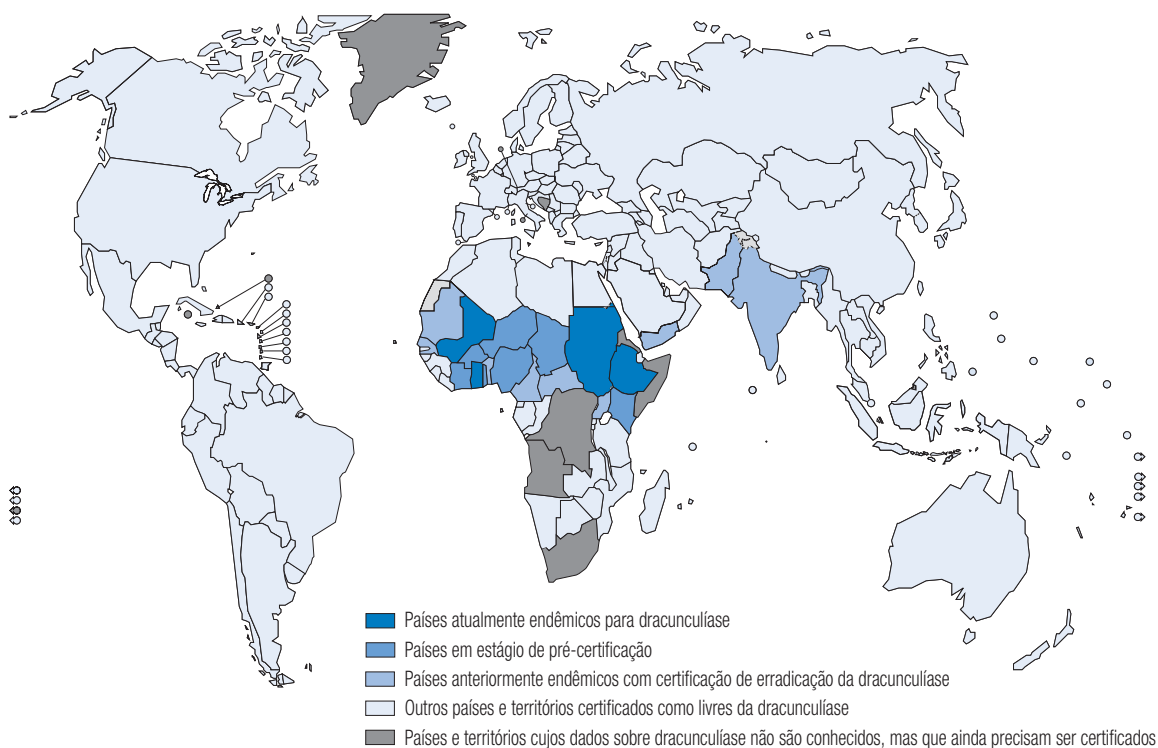 Países atualmente endêmicos para dracunculíase
Países em estágio de pré-certificação
Países anteriormente endêmicos com certificação de erradicação da dracunculíase
Outros países e territórios certificados como livres da dracunculíase
Países e territórios cujos dados sobre dracunculíase não são conhecidos, mas que ainda precisam ser certificados